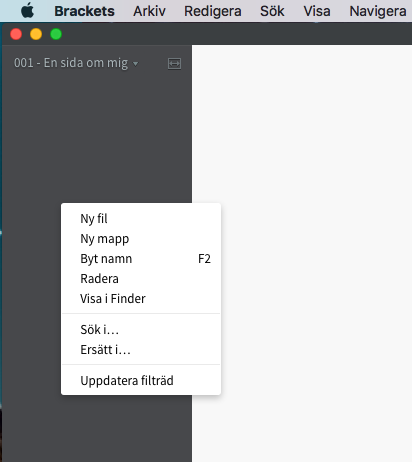 Brackets Arkiv Redigera Sök Visa Navigera
001 - En sida om mig
Ny fil
Ny mapp
Byt namn F2
Radera
Visa i Finder
Sök i…
Ersätt i…
Uppdatera filträd